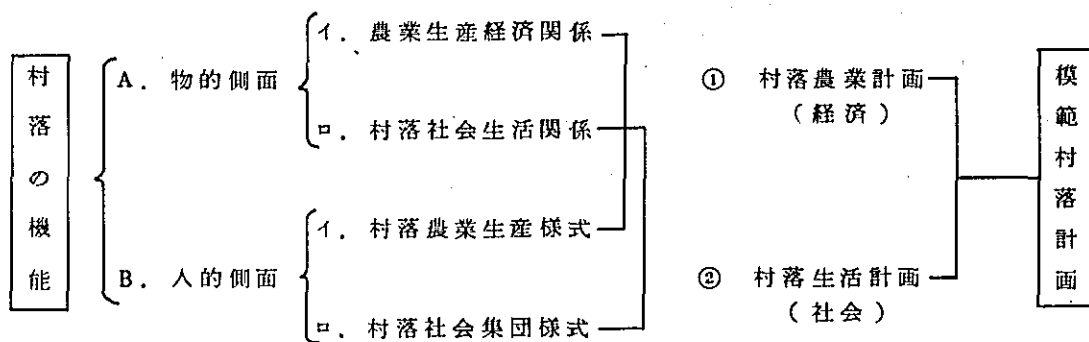 村落の機能
A. 物的側面
イ. 農業生産経済関係
ロ. 村落社会生活関係
B. 人的側面
イ. 村落農業生産様式
ロ. 村落社会集団様式
① 村落農業計画
(経済)
② 村落生活計画
(社会)
模範村落計画